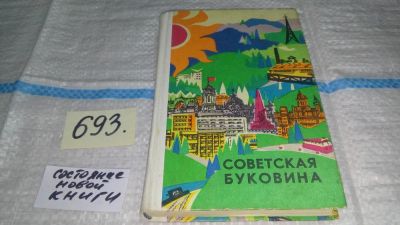 693.
СОСТОЯНИЕ
НОВОЙ
КНИГИ
СОВЕТСКАЯ
БУКОВИНА